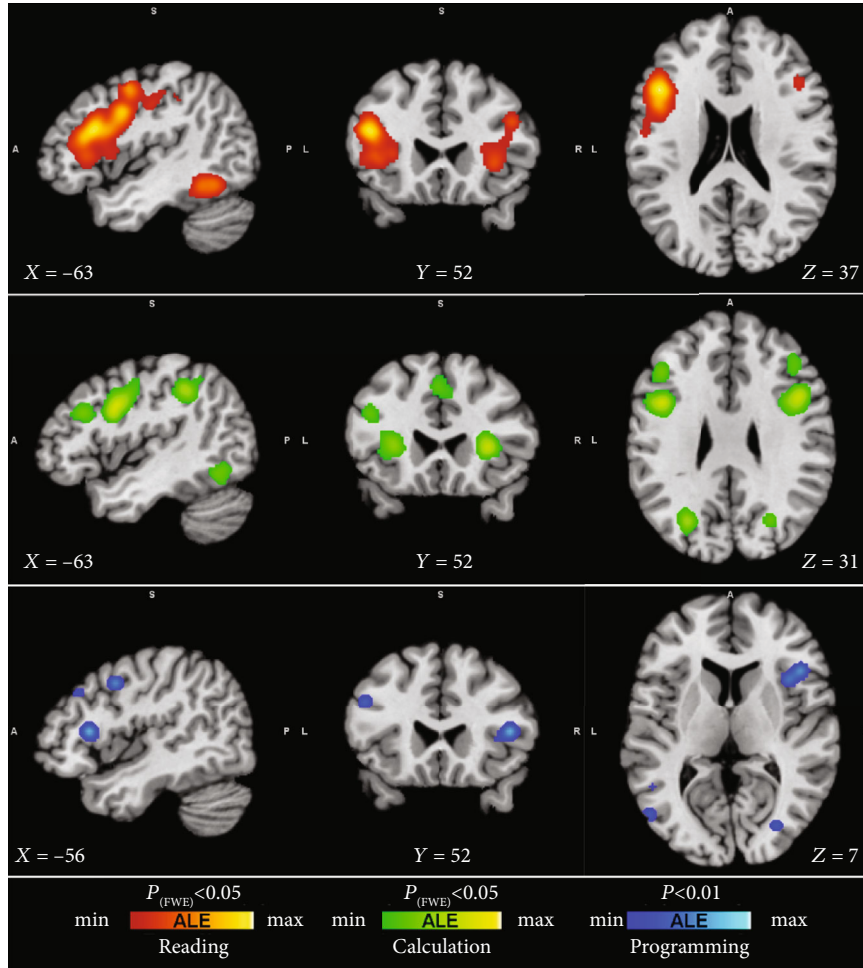 S S A
A P L R L
X = –63 Y = 52 Z = 37
S S A
A P L R L
X = –63 Y = 52 Z = 31
S S A
A P L R L
X = –56 Y = 52 Z = 7
P(FWE)<0.05 P(FWE)<0.05 P<0.01
min ALE max min ALE max min ALE max
Reading Calculation Programming